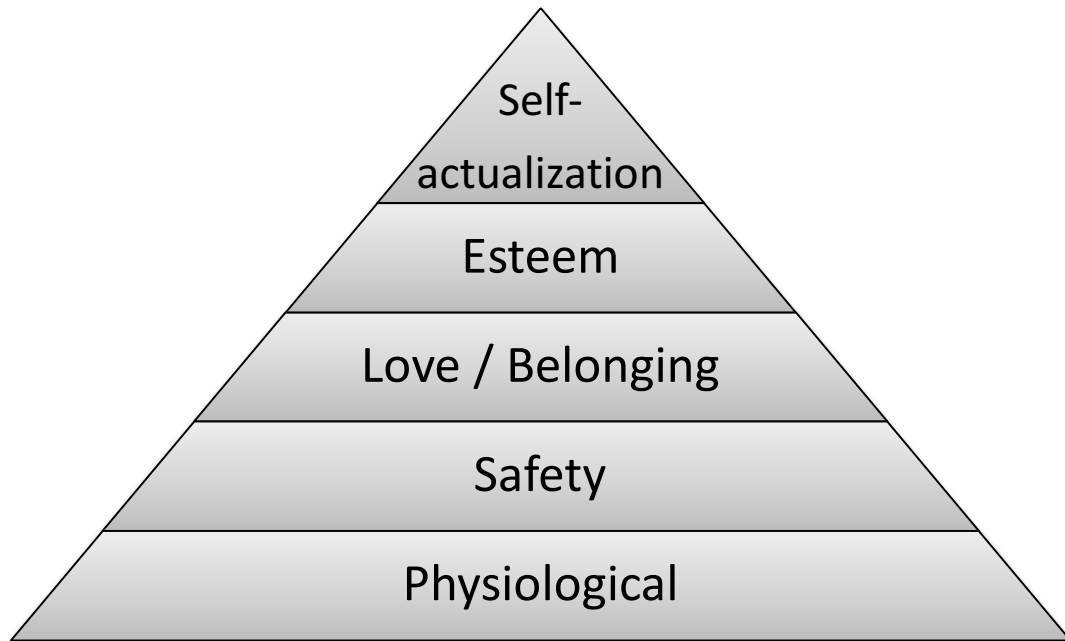 Self-
actualization
Esteem
Love / Belonging
Safety
Physiological